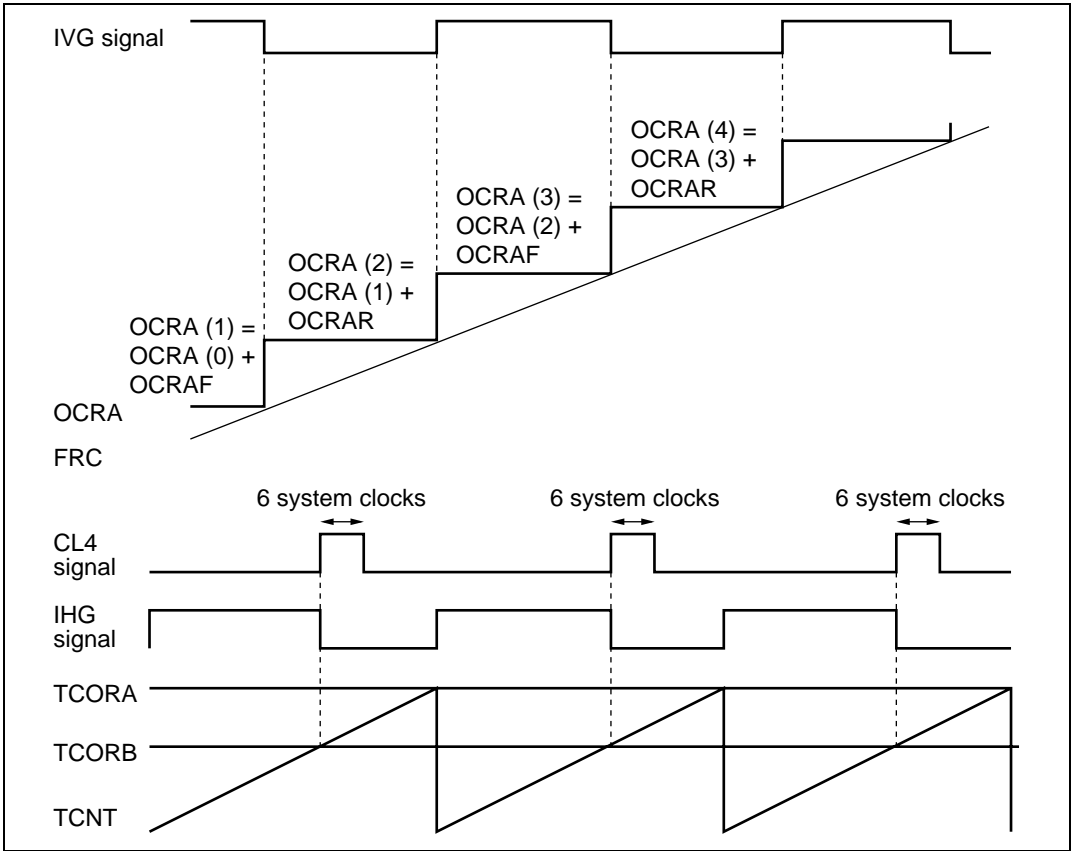 IVG signal
OCRA (4) =
OCRA (3) +
OCRAR
OCRA (3) =
OCRA (2) +
OCRAF
OCRA (2) =
OCRA (1) +
OCRAR
OCRA (1) =
OCRA (0) +
OCRAF
OCRA
FRC
6 system clocks
6 system clocks
6 system clocks
CL4
signal
IHG
signal
TCORA
TCORB
TCNT